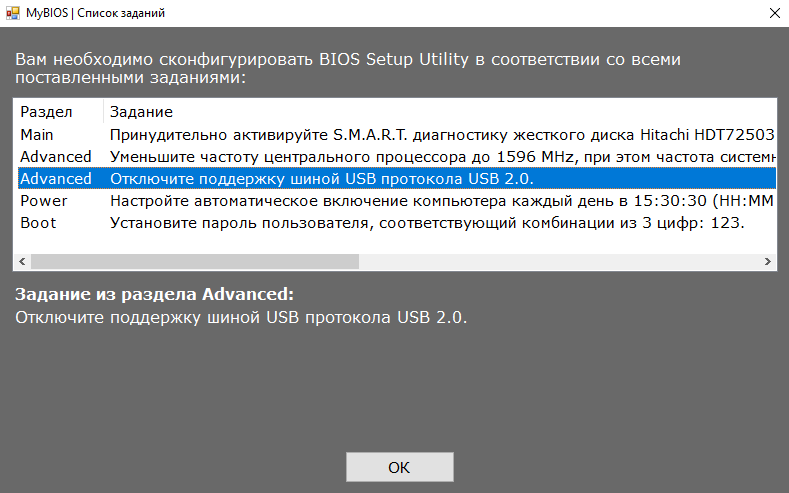 MyBIOS | Список заданий
Вам необходимо сконфигурировать BIOS Setup Utility в соответствии со всеми
поставленными заданиями:
Раздел Задание
Main Принудительно активируйте S.M.A.R.T. диагностику жесткого диска Hitachi HDT72503
Advanced Уменьшите частоту центрального процессора до 1596 MHz, при этом частота системн
Advanced Отключите поддержку шиной USB протокола USB 2.0.
Power Настройте автоматическое включение компьютера каждый день в 15:30:30 (HH:MM
Boot Установите пароль пользователя, соответствующий комбинации из 3 цифр: 123.
Задание из раздела Advanced:
Отключите поддержку шиной USB протокола USB 2.0.
OK